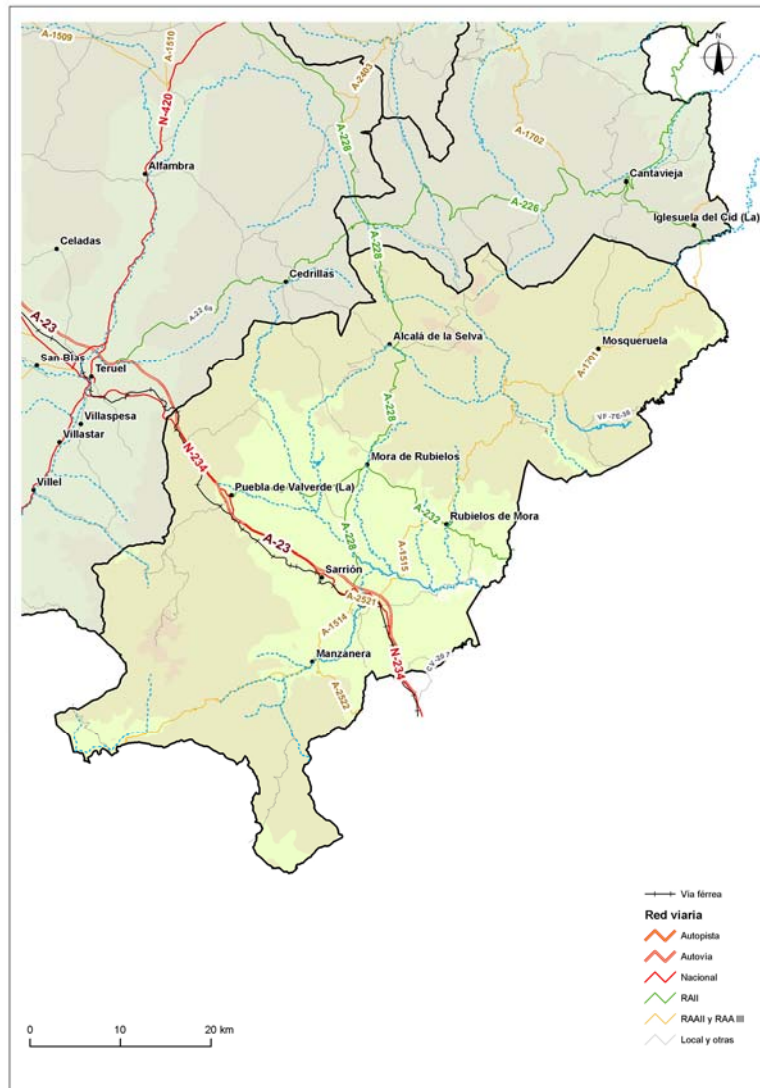 A-1509
A-1510
A-2403
N
N-420
A-228
A-1702
Alfambra
Cantavieja
A-226
Iglesuela del Cid (La)
A-228
Celadas
Cedrillas
A-23
Alcalá de la Selva
Mosqueruela
A-1701
San Blas
Teruel
A-228
VF-TE-36
Villaspesa
Villastar
N-234
Mora de Rubielos
Villel
Puebla de Valverde (La)
A-232
Rubielos de Mora
A-23
A-228
A-1515
Sarrión
A-2521
A-1514
Manzanera
N-234
A-2522
Vía férrea
Red viaria
Autopista
Autovía
Nacional
RAII
RAAII y RAA III
Local y otras
0 10 20 km